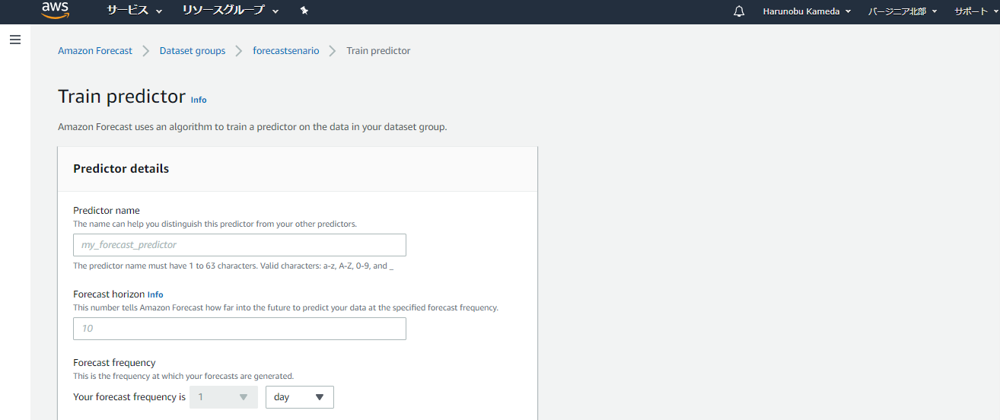 aws サービス リソースグループ Harunobu Kameda バージニア北部 サポート
Amazon Forecast Dataset groups forecastsenario Train predictor
Train predictor Info
Amazon Forecast uses an algorithm to train a predictor on the data in your dataset group.
Predictor details
Predictor name
The name can help you distinguish this predictor from your other predictors.
my_forecast_predictor
The predictor name must have 1 to 63 characters. Valid characters: a-z, A-Z, 0-9, and _
Forecast horizon Info
This number tells Amazon Forecast how far into the future to predict your data at the specified forecast frequency.
10
Forecast frequency
This is the frequency at which your forecasts are generated.
Your forecast frequency is 1 day